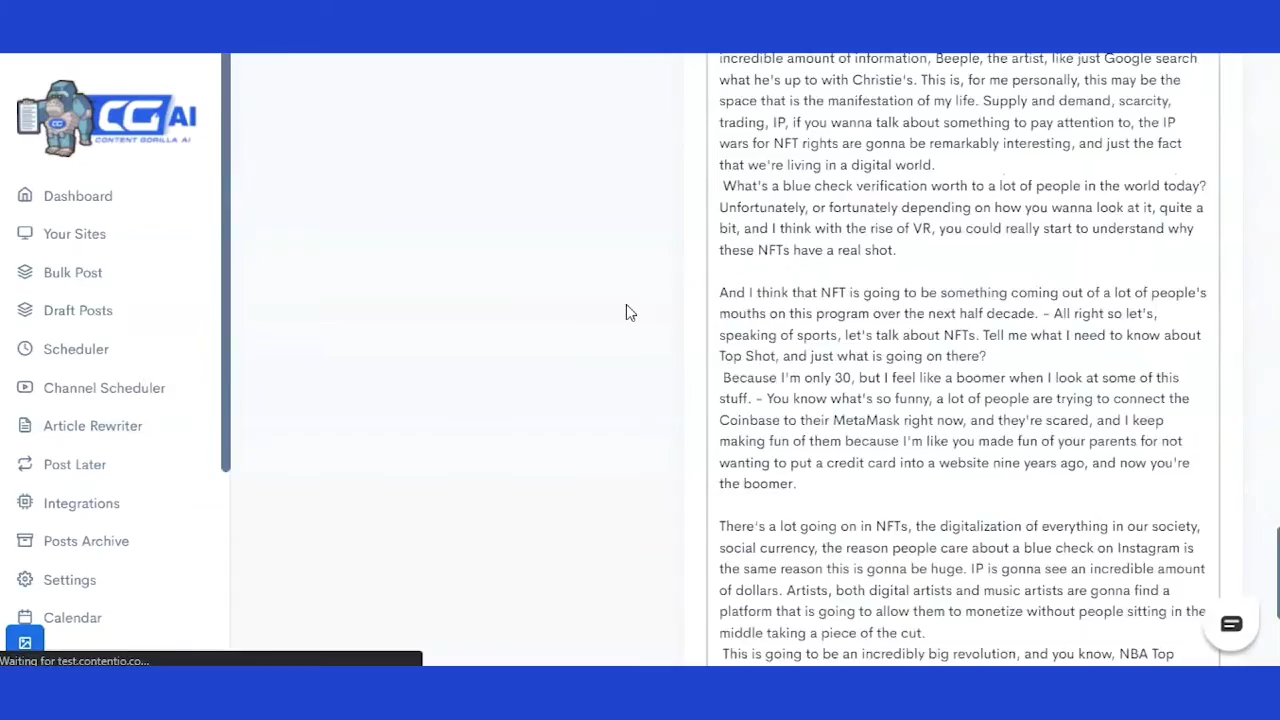 CG AI
CONTENT GORILLA AI
Dashboard
Your Sites
Bulk Post
Draft Posts
Scheduler
Channel Scheduler
Article Rewriter
Post Later
Integrations
Posts Archive
Settings
Calendar
Waiting for test.contentio.co...
incredible amount of information, Beeple, the artist, like just Google search
what he's up to with Christie's. This is, for me personally, this may be the
space that is the manifestation of my life. Supply and demand, scarcity,
trading, IP, if you wanna talk about something to pay attention to, the IP
wars for NFT rights are gonna be remarkably interesting, and just the fact
that we're living in a digital world.
What's a blue check verification worth to a lot of people in the world today?
Unfortunately, or fortunately depending on how you wanna look at it, quite a
bit, and I think with the rise of VR, you could really start to understand why
these NFTs have a real shot.
And I think that NFT is going to be something coming out of a lot of people's
mouths on this program over the next half decade. - All right so let's,
speaking of sports, let's talk about NFTs. Tell me what I need to know about
Top Shot, and just what is going on there?
Because I'm only 30, but I feel like a boomer when I look at some of this
stuff. - You know what's so funny, a lot of people are trying to connect the
Coinbase to their MetaMask right now, and they're scared, and I keep
making fun of them because I'm like you made fun of your parents for not
wanting to put a credit card into a website nine years ago, and now you're
the boomer.
There's a lot going on in NFTs, the digitalization of everything in our society,
social currency, the reason people care about a blue check on Instagram is
the same reason this is gonna be huge. IP is gonna see an incredible amount
of dollars. Artists, both digital artists and music artists are gonna find a
platform that is going to allow them to monetize without people sitting in the
middle taking a piece of the cut.
This is going to be an incredibly big revolution, and you know, NBA Top